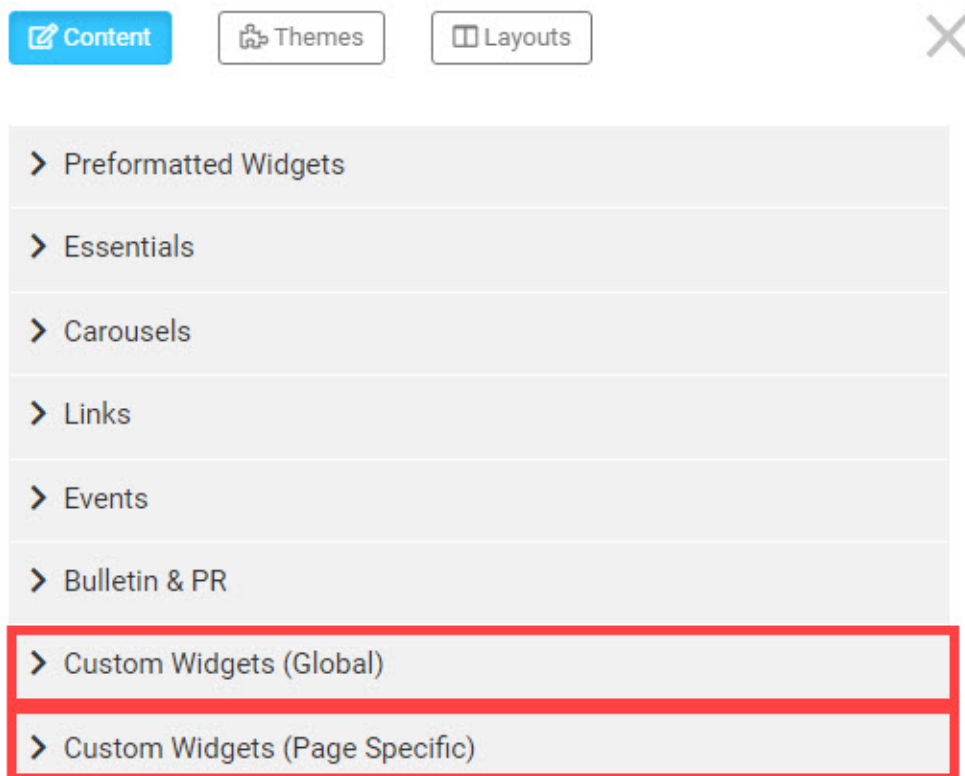 Content Themes Layouts
Preformatted Widgets
Essentials
Carousels
Links
Events
Bulletin & PR
Custom Widgets (Global)
Custom Widgets (Page Specific)